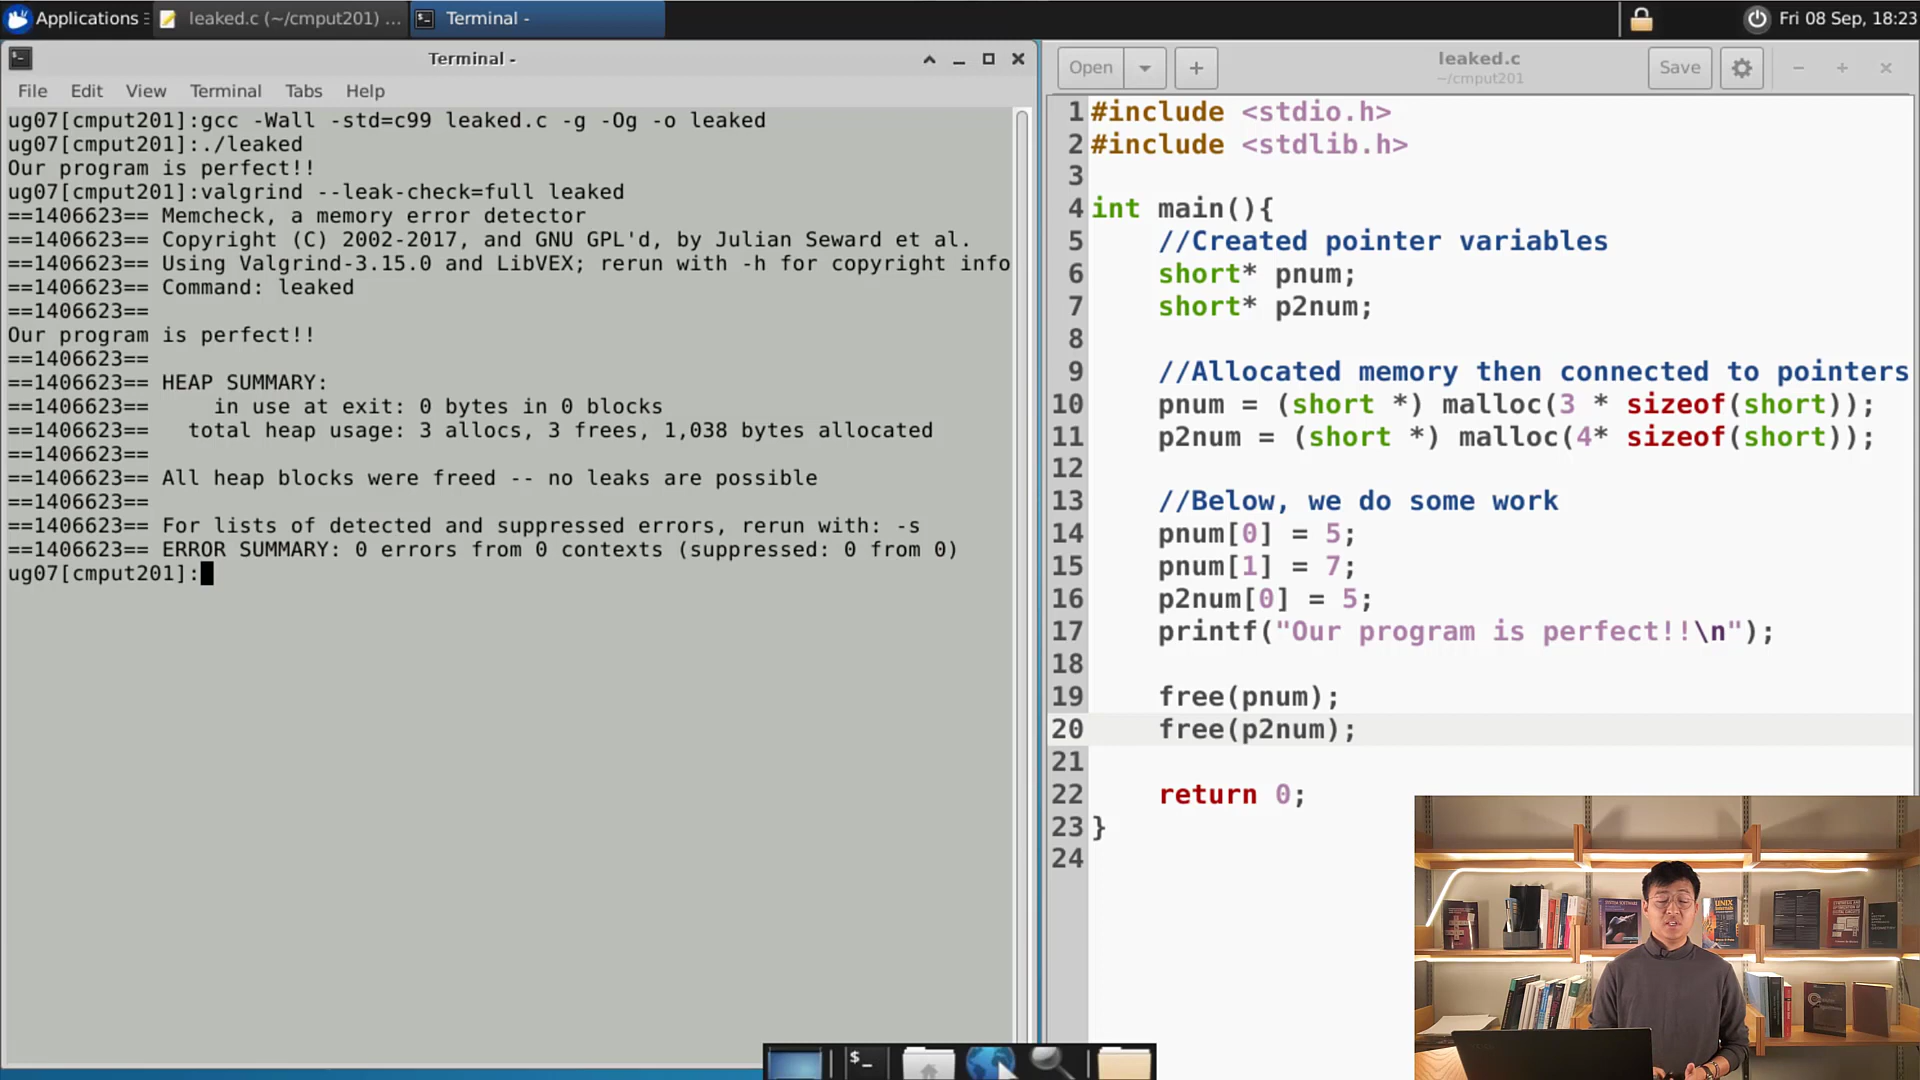 Applications
leaked.c (~/cmput201) ...
Terminal -
Fri 08 Sep, 18:23
Terminal -
File Edit View Terminal Tabs Help
ug07[cmput201]:gcc -Wall -std=c99 leaked.c -g -Og -o leaked
ug07[cmput201]:./leaked
Our program is perfect!!
ug07[cmput201]:valgrind --leak-check=full leaked
==1406623== Memcheck, a memory error detector
==1406623== Copyright (C) 2002-2017, and GNU GPL'd, by Julian Seward et al.
==1406623== Using Valgrind-3.15.0 and LibVEX; rerun with -h for copyright info
==1406623== Command: leaked
==1406623==
Our program is perfect!!
==1406623==
==1406623== HEAP SUMMARY:
==1406623==     in use at exit: 0 bytes in 0 blocks
==1406623==   total heap usage: 3 allocs, 3 frees, 1,038 bytes allocated
==1406623==
==1406623== All heap blocks were freed -- no leaks are possible
==1406623==
==1406623== For lists of detected and suppressed errors, rerun with: -s
==1406623== ERROR SUMMARY: 0 errors from 0 contexts (suppressed: 0 from 0)
ug07[cmput201]:
Open
leaked.c
~/cmput201
Save
1 #include <stdio.h>
2 #include <stdlib.h>
3
4 int main(){
5     //Created pointer variables
6     short* pnum;
7     short* p2num;
8
9     //Allocated memory then connected to pointers
10     pnum = (short *) malloc(3 * sizeof(short));
11     p2num = (short *) malloc(4* sizeof(short));
12
13     //Below, we do some work
14     pnum[0] = 5;
15     pnum[1] = 7;
16     p2num[0] = 5;
17     printf("Our program is perfect!!\n");
18
19     free(pnum);
20     free(p2num);
21
22     return 0;
23 }
24